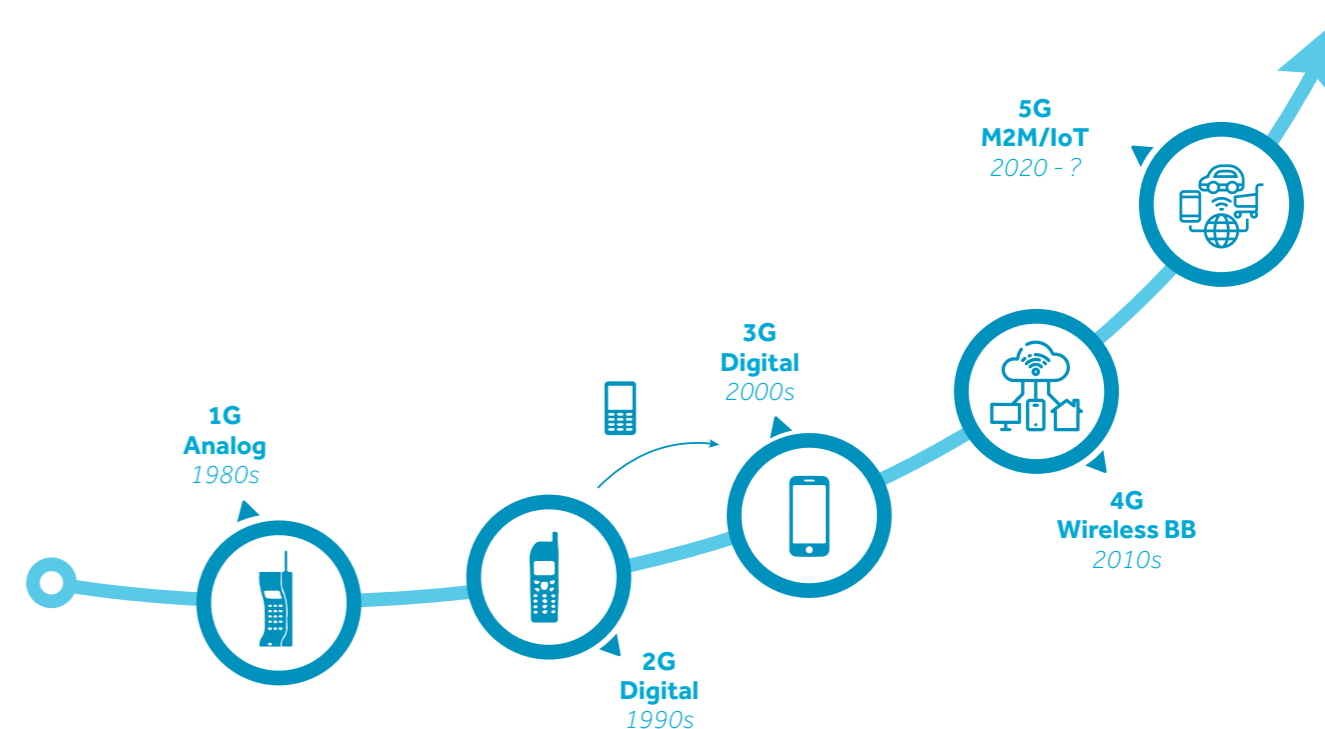 1G
Analog
1980s
2G
Digital
1990s
3G
Digital
2000s
4G
Wireless BB
2010s
5G
M2M/IoT
2020 - ?